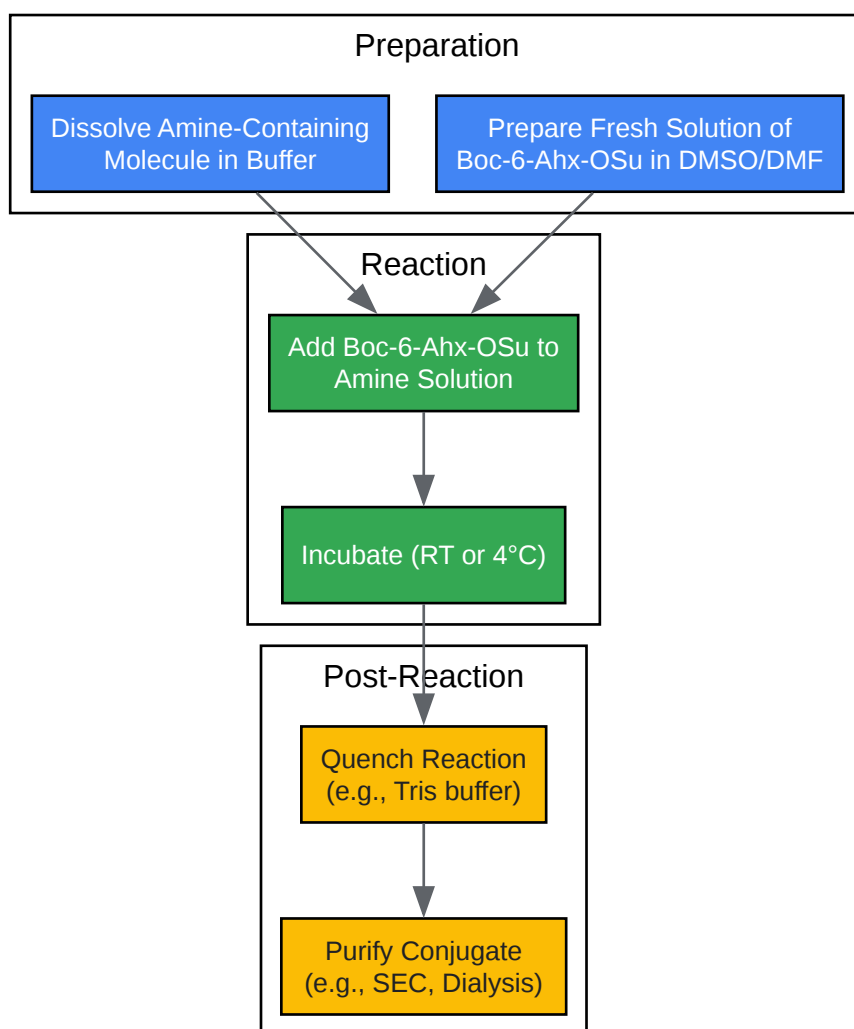 Preparation
Dissolve Amine-Containing
Molecule in Buffer
Prepare Fresh Solution of
Boc-6-Ahx-OSu in DMSO/DMF
Reaction
Add Boc-6-Ahx-OSu to
Amine Solution
Incubate (RT or 4°C)
Post-Reaction
Quench Reaction
(e.g., Tris buffer)
Purify Conjugate
(e.g., SEC, Dialysis)